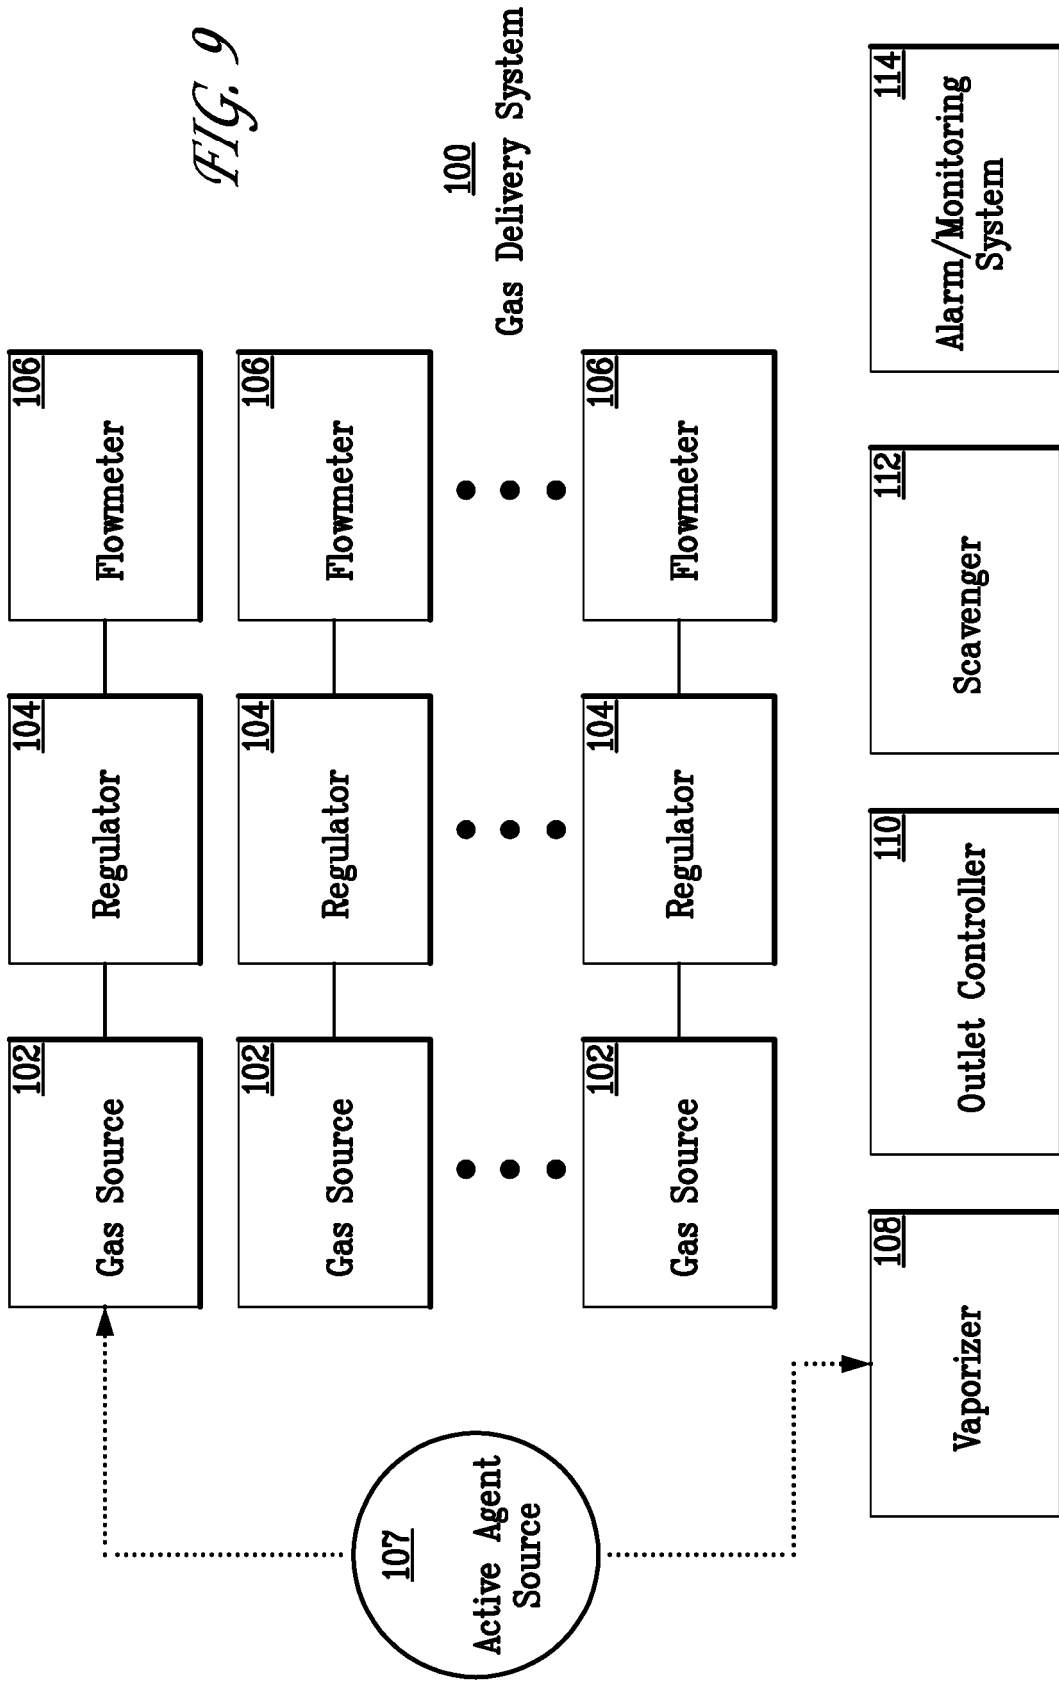 FIG. 9
100
Gas Delivery System
107
Active Agent
Source
102
Gas Source
104
Regulator
106
Flowmeter
102
Gas Source
104
Regulator
106
Flowmeter
102
Gas Source
104
Regulator
106
Flowmeter
108
Vaporizer
110
Outlet Controller
112
Scavenger
114
Alarm/Monitoring
System